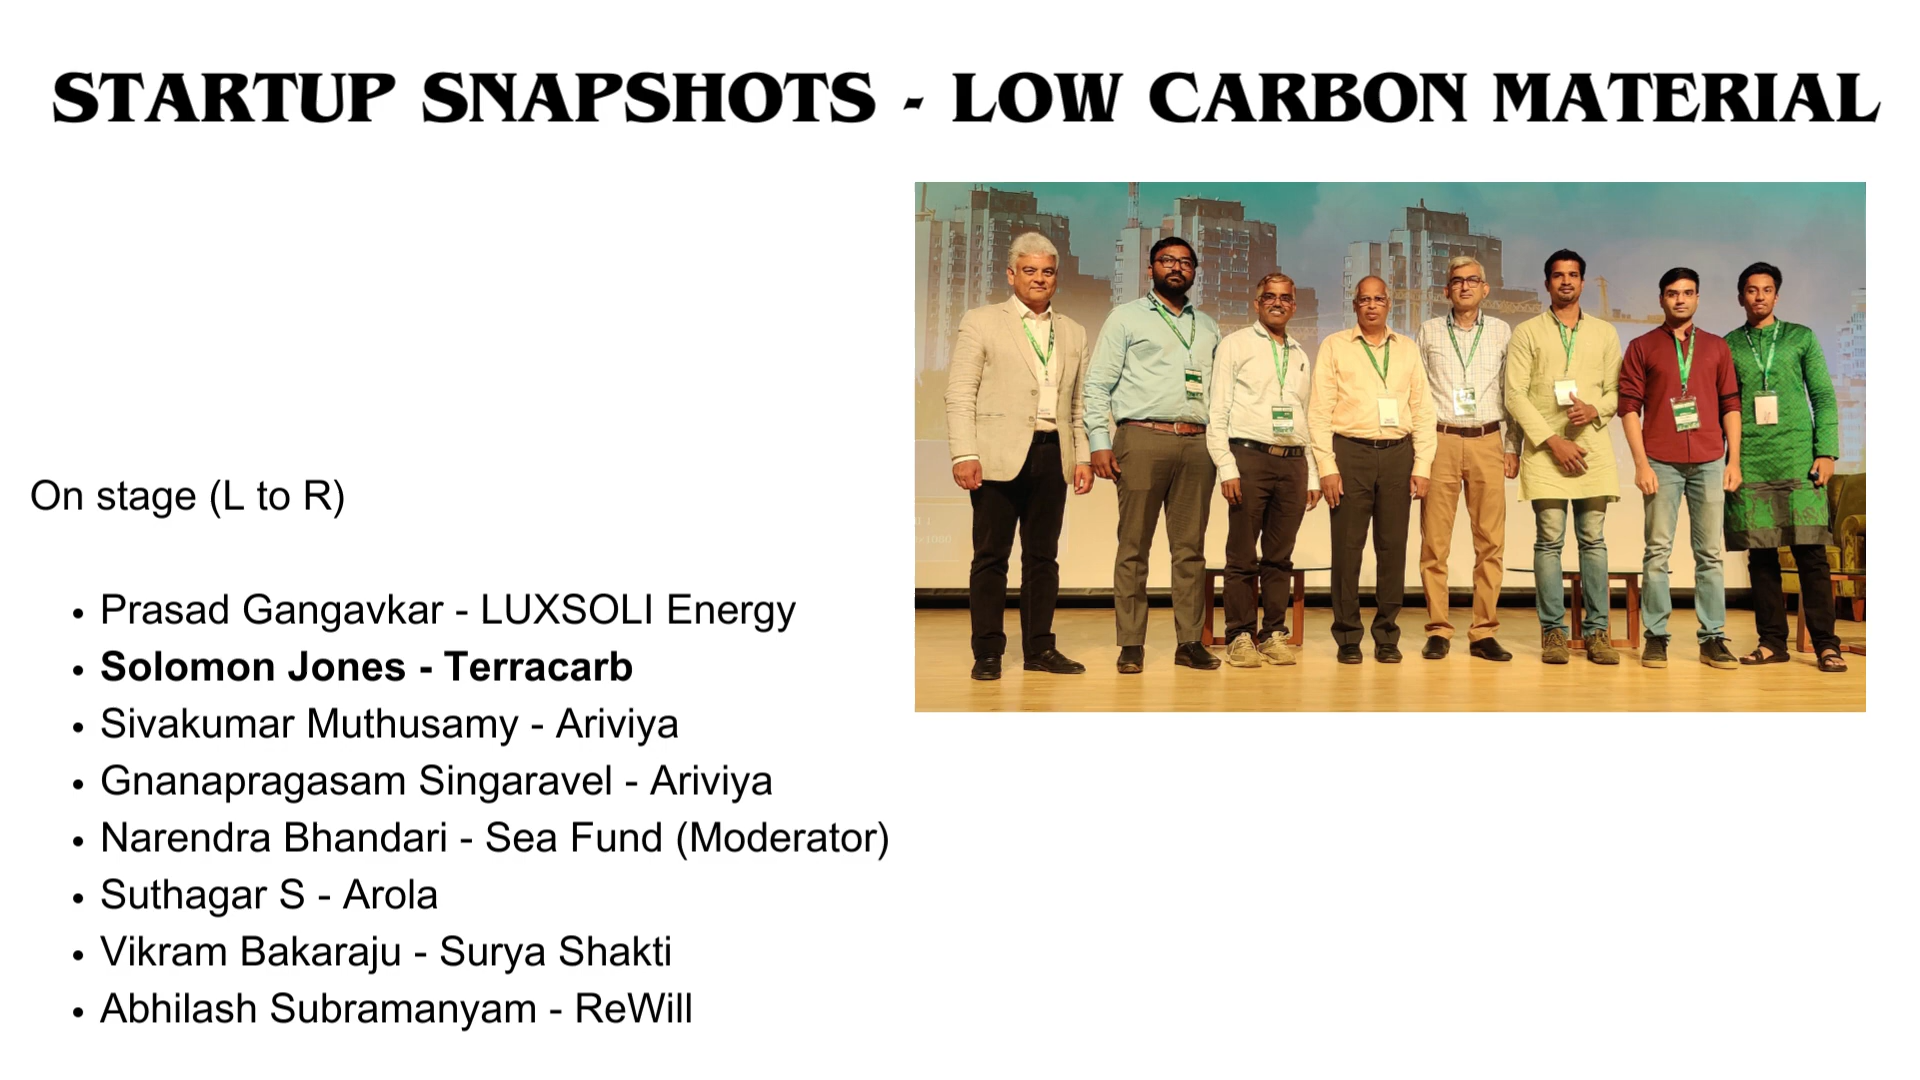 STARTUP SNAPSHOTS - LOW CARBON MATERIAL
On stage (L to R)
• Prasad Gangavkar - LUXSOLI Energy
• Solomon Jones - Terracarb
• Sivakumar Muthusamy - Ariviya
• Gnanapragasam Singaravel - Ariviya
• Narendra Bhandari - Sea Fund (Moderator)
• Suthagar S - Arola
• Vikram Bakaraju - Surya Shakti
• Abhilash Subramanyam - ReWill